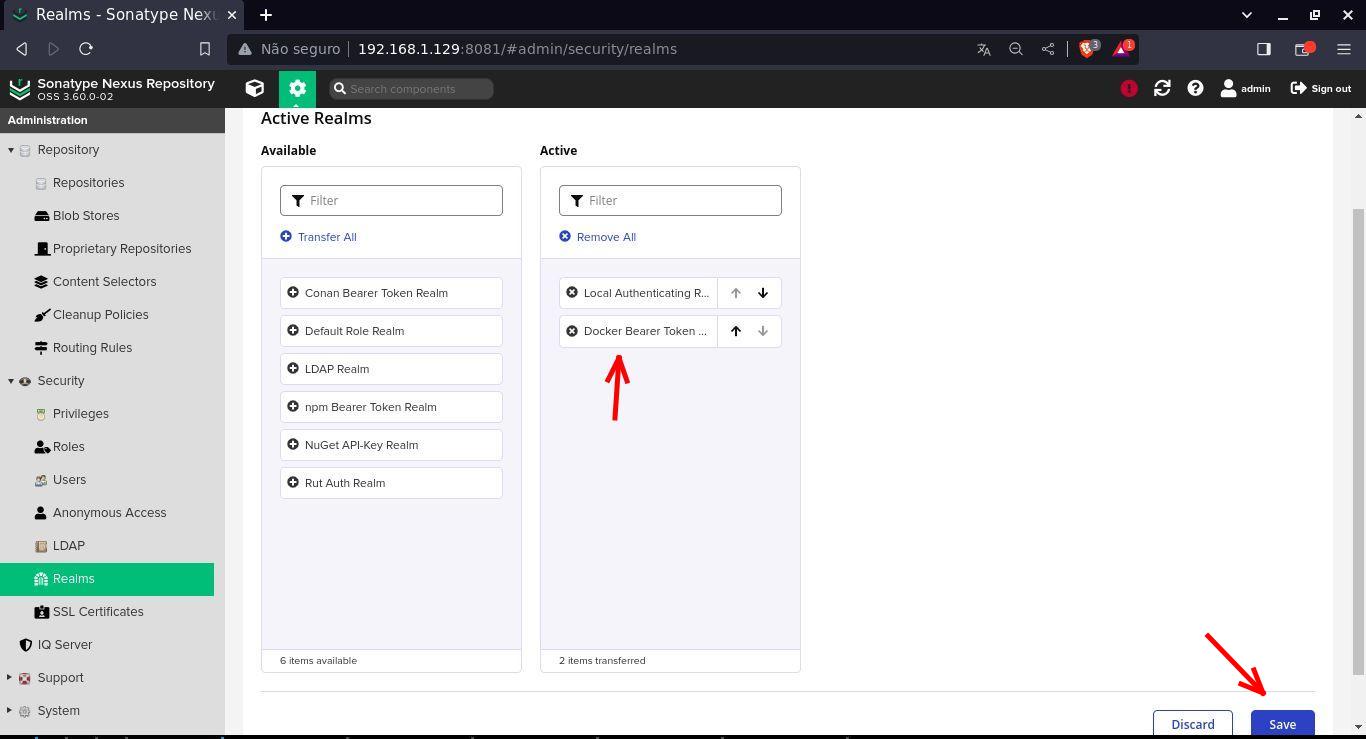 Realms - Sonatype Nexu
Não seguro
192.168.1.129:8081/#admin/security/realms
3
1
Sonatype Nexus Repository
OSS 3.60.0-02
Search components
admin
Sign out
Administration
Repository
Repositories
Blob Stores
Proprietary Repositories
Content Selectors
Cleanup Policies
Routing Rules
Security
Privileges
Roles
Users
Anonymous Access
LDAP
Realms
SSL Certificates
IQ Server
Support
System
Active Realms
Available
Filter
Transfer All
Conan Bearer Token Realm
Default Role Realm
LDAP Realm
npm Bearer Token Realm
NuGet API-Key Realm
Rut Auth Realm
6 items available
Active
Filter
Remove All
Local Authenticating R...
Docker Bearer Token ...
2 items transferred
Discard
Save